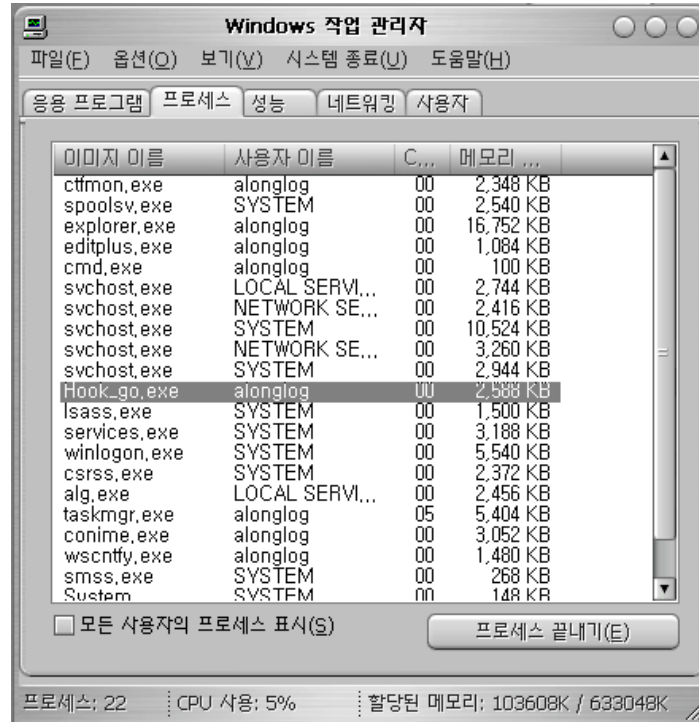 Windows 작업 관리자
파일(F) 옵션(O) 보기(V) 시스템 종료(U) 도움말(H)
응용 프로그램 프로세스 성능 네트워킹 사용자
이미지 이름 사용자 이름 C... 메모리 ...
ctfmon.exe alonglog 00 2,348 KB
spoolsv.exe SYSTEM 00 2,540 KB
explorer.exe alonglog 00 16,752 KB
editplus.exe alonglog 00 1,084 KB
cmd.exe alonglog 00 100 KB
svchost.exe LOCAL SERVI... 00 2,744 KB
svchost.exe NETWORK SE... 00 2,416 KB
svchost.exe SYSTEM 00 10,524 KB
svchost.exe NETWORK SE... 00 3,260 KB
svchost.exe SYSTEM 00 2,944 KB
Hook_go.exe alonglog 00 2,588 KB
lsass.exe SYSTEM 00 1,500 KB
services.exe SYSTEM 00 3,188 KB
winlogon.exe SYSTEM 00 5,540 KB
csrss.exe SYSTEM 00 2,372 KB
alg.exe LOCAL SERVI... 00 2,456 KB
taskmgr.exe alonglog 05 5,404 KB
conime.exe alonglog 00 3,052 KB
wscntfy.exe alonglog 00 1,480 KB
smss.exe SYSTEM 00 268 KB
System SYSTEM 00 148 KB
모든 사용자의 프로세스 표시(S) 프로세스 끝내기(E)
프로세스: 22 CPU 사용: 5% 할당된 메모리: 103608K / 633048K